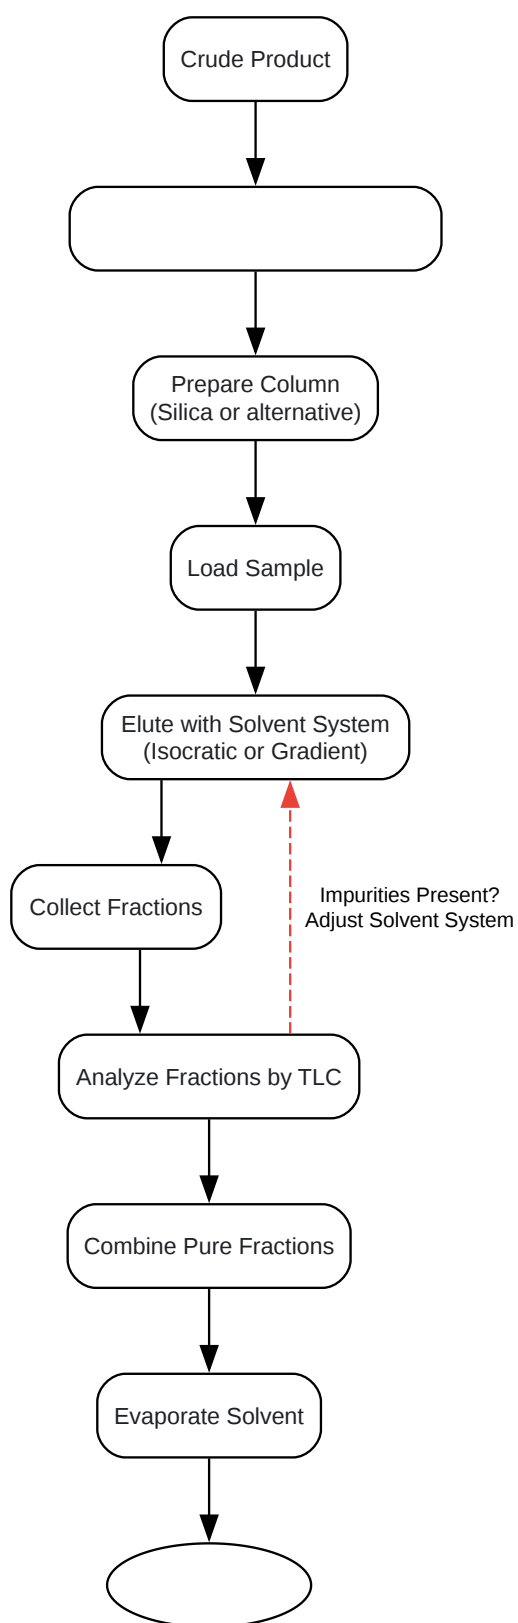 Crude Product
Prepare Column
(Silica or alternative)
Load Sample
Elute with Solvent System
(Isocratic or Gradient)
Collect Fractions
Impurities Present?
Adjust Solvent System
Analyze Fractions by TLC
Combine Pure Fractions
Evaporate Solvent